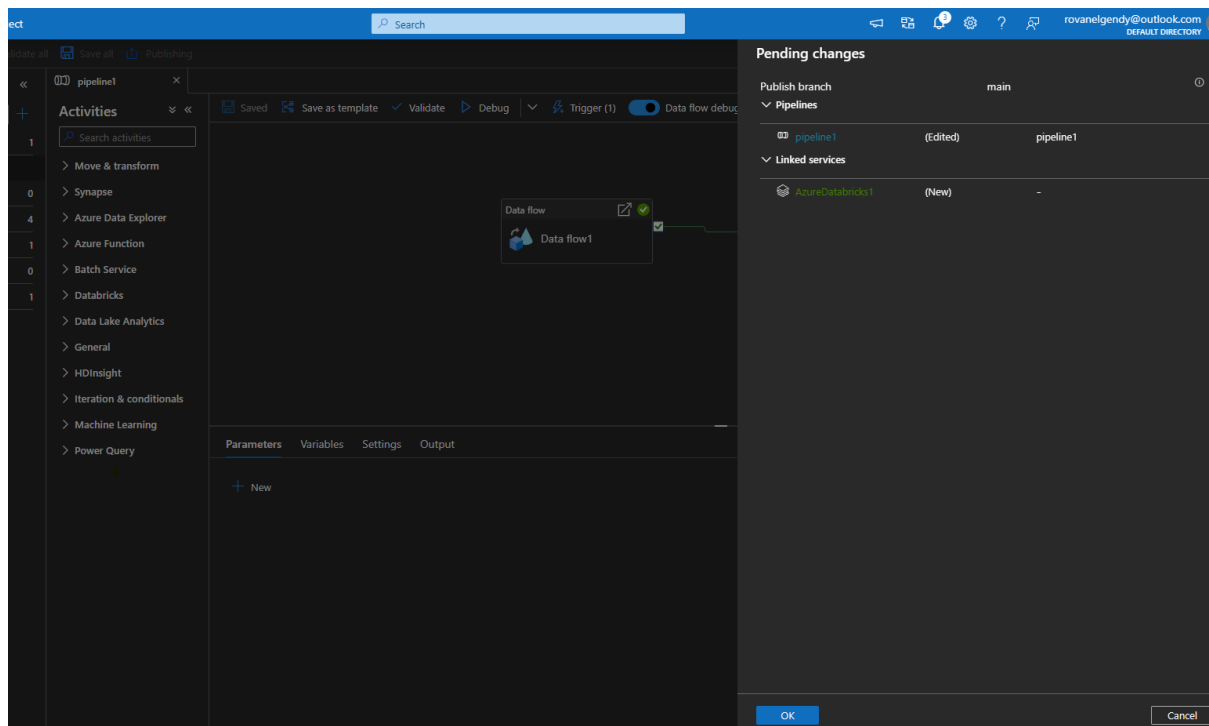 ect
Search
3
rovanelgendy@outlook.com
DEFAULT DIRECTORY
lidate all Save all Publishing
Pending changes
pipeline1
Publish branch main
Pipelines
pipeline1 (Edited) pipeline1
Linked services
AzureDatabricks1 (New) -
Activities
Saved Save as template Validate Debug Trigger (1) Data flow debug
Search activities
1
Move & transform
0 Synapse
4 Azure Data Explorer
1 Azure Function
0 Batch Service
1 Databricks
Data Lake Analytics
General
HDInsight
Iteration & conditionals
Machine Learning
Power Query
Data flow
Data flow1
Parameters Variables Settings Output
New
OK Cancel